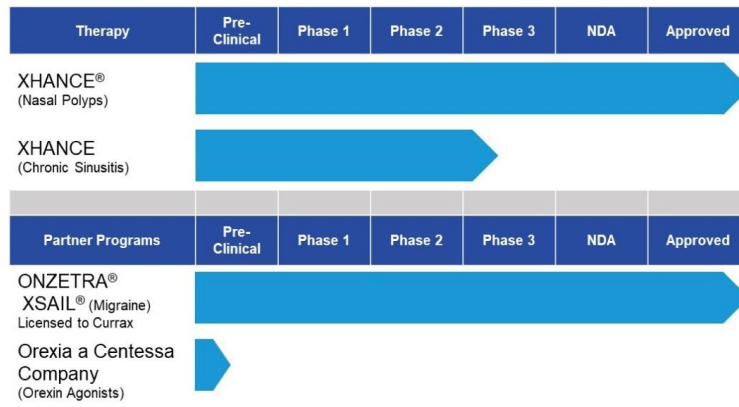 Therapy Pre-Clinical Phase 1 Phase 2 Phase 3 NDA Approved
XHANCE®
(Nasal Polyps)
XHANCE
(Chronic Sinusitis)
Partner Programs Pre-Clinical Phase 1 Phase 2 Phase 3 NDA Approved
ONZETRA®
XSAIL® (Migraine)
Licensed to Currax
Orexia a Centessa
Company
(Orexin Agonists)